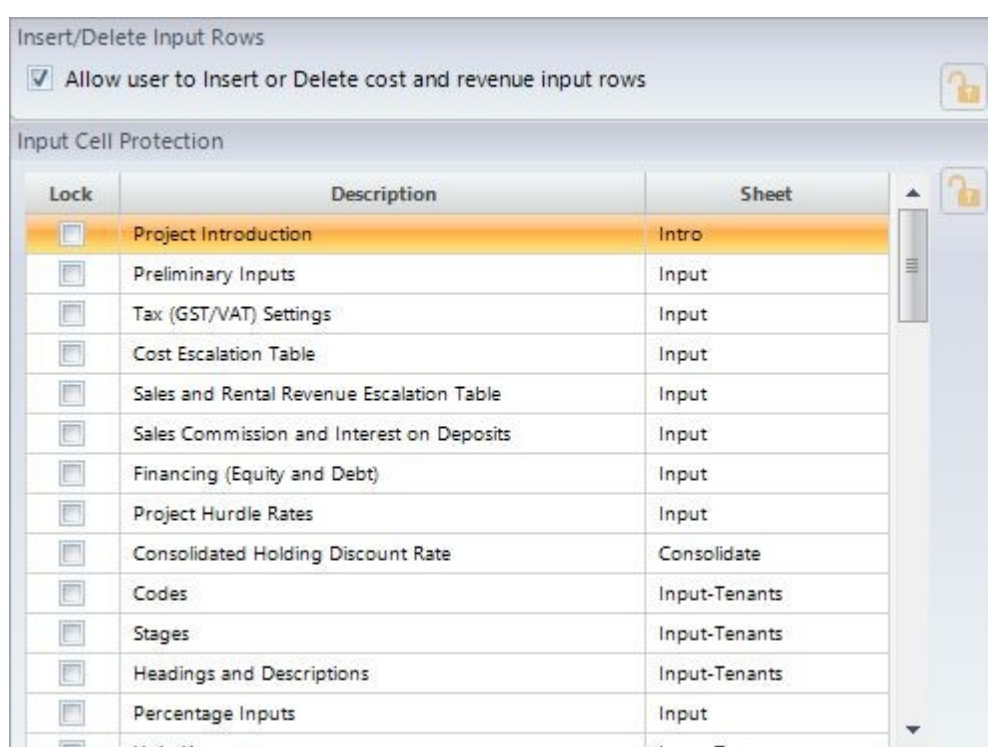 Insert/Delete Input Rows
Allow user to Insert or Delete cost and revenue input rows
Input Cell Protection
Lock Description Sheet
Project Introduction Intro
Preliminary Inputs Input
Tax (GST/VAT) Settings Input
Cost Escalation Table Input
Sales and Rental Revenue Escalation Table Input
Sales Commission and Interest on Deposits Input
Financing (Equity and Debt) Input
Project Hurdle Rates Input
Consolidated Holding Discount Rate Consolidate
Codes Input-Tenants
Stages Input-Tenants
Headings and Descriptions Input-Tenants
Percentage Inputs Input